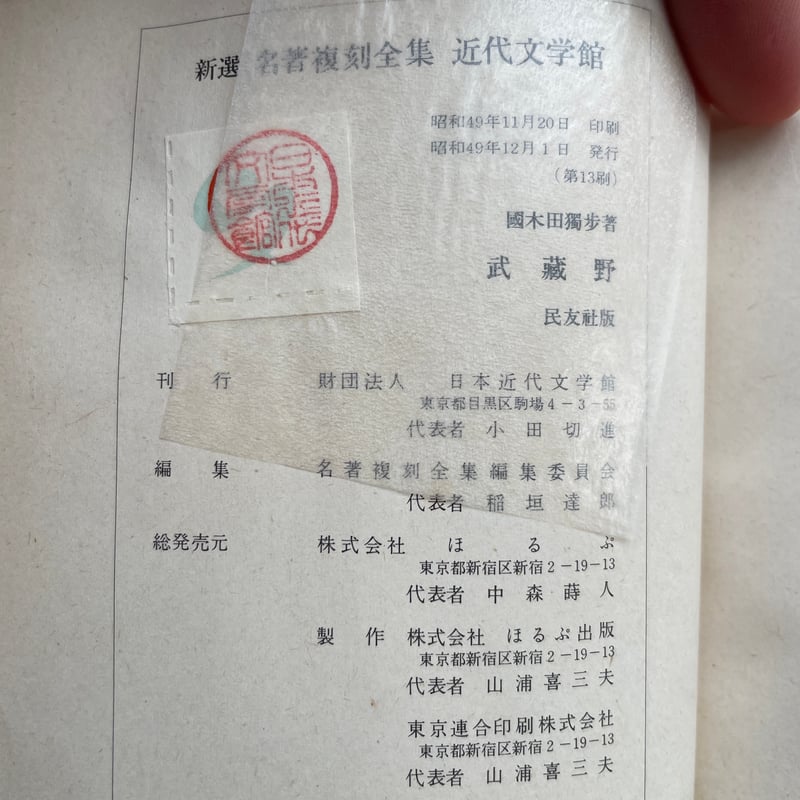 新選 名著複刻全集 近代文学館
昭和49年11月20日 印刷
昭和49年12月1日 発行
(第13刷)
國木田獨步著
武藏野
民友社版
刊行 財団法人 日本近代文学館
東京都目黒区駒場4-3-55
代表者 小田切進
編集 名著複刻全集編集委員会
代表者 稲垣達郎
総発売元 株式会社 ほるぷ
東京都新宿区新宿2-19-13
代表者 中森蒔人
製作 株式会社 ほるぷ出版
東京都新宿区新宿2-19-13
代表者 山浦喜三夫
東京連合印刷株式会社
東京都新宿区新宿2-19-13
代表者 山浦喜三夫